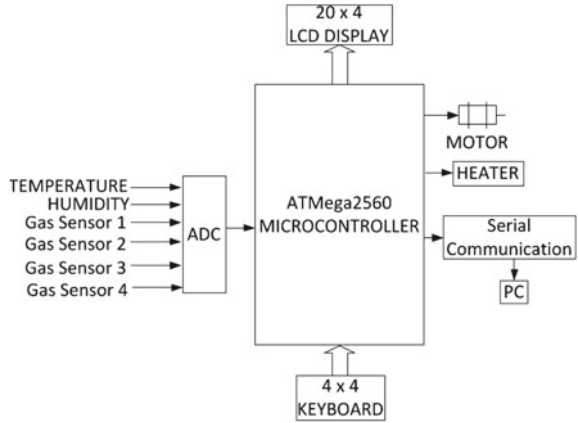 20 x 4
LCD DISPLAY
MOTOR
HEATER
TEMPERATURE
HUMIDITY
Gas Sensor 1
Gas Sensor 2
Gas Sensor 3
Gas Sensor 4
ADC
ATMega2560
MICROCONTROLLER
Serial
Communication
PC
4 x 4
KEYBOARD